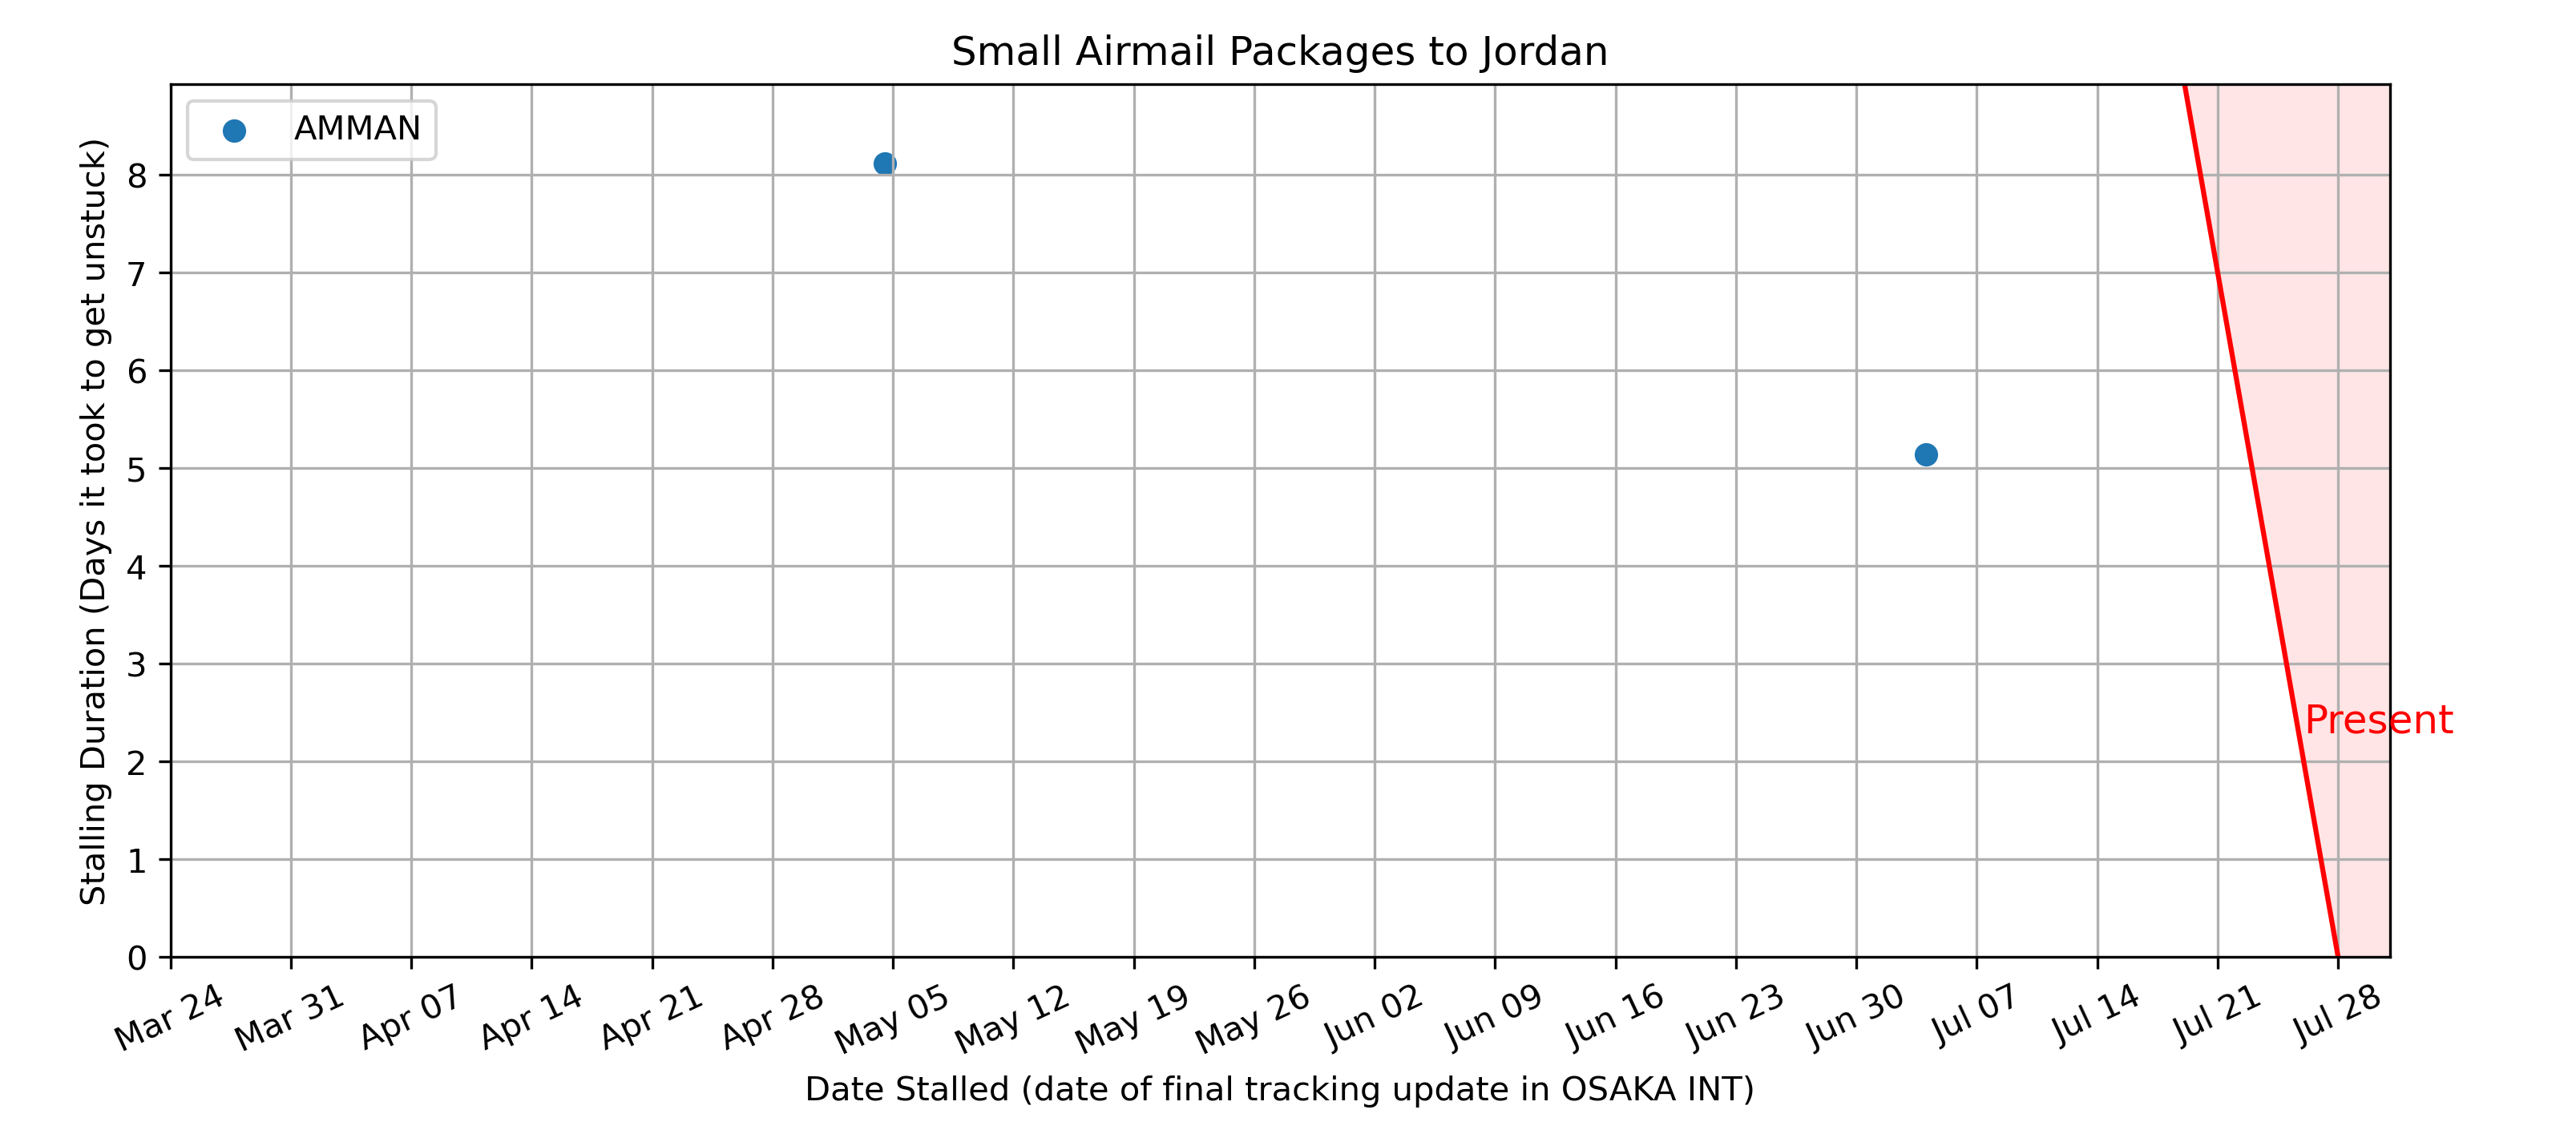 Small Airmail Packages to Jordan
AMMAN
Stalling Duration (Days it took to get unstuck)
8
7
6
5
4
3
2
1
0
Present
Mar 24 Mar 31 Apr 07 Apr 14 Apr 21 Apr 28 May 05 May 12 May 19 May 26 Jun 02 Jun 09 Jun 16 Jun 23 Jun 30 Jul 07 Jul 14 Jul 21 Jul 28
Date Stalled (date of final tracking update in OSAKA INT)